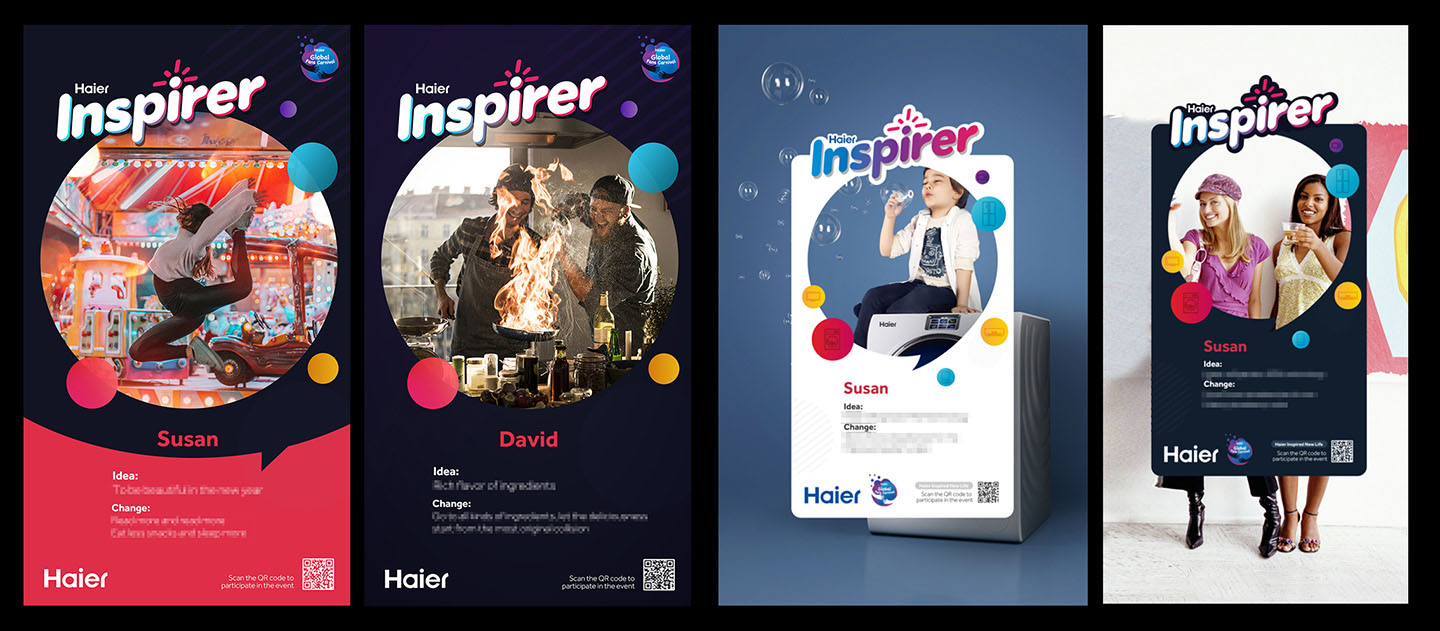 Haier
Inspirer
Haier
Global
Fans Carnival
Susan
Idea:
To be beautiful in the new year
Change:
Read more and read more
Eat less snacks and sleep more
Haier
Scan the QR code to
participate in the event
Haier
Inspirer
Haier
Global
Fans Carnival
David
Idea:
Rich flavor of ingredients
Change:
Go to all kinds of ingredients, let the deliciousness
start from the most original collision
Haier
Scan the QR code to
participate in the event
Haier
Inspirer
Haier
Susan
Idea:
Change:
Haier
Global
Fans Carnival
Haier Inspired New Life
Scan the QR code to
participate in the event
Haier
Inspirer
Susan
Idea:
Change:
Haier
Global
Fans Carnival
Haier Inspired New Life
Scan the QR code to
participate in the event